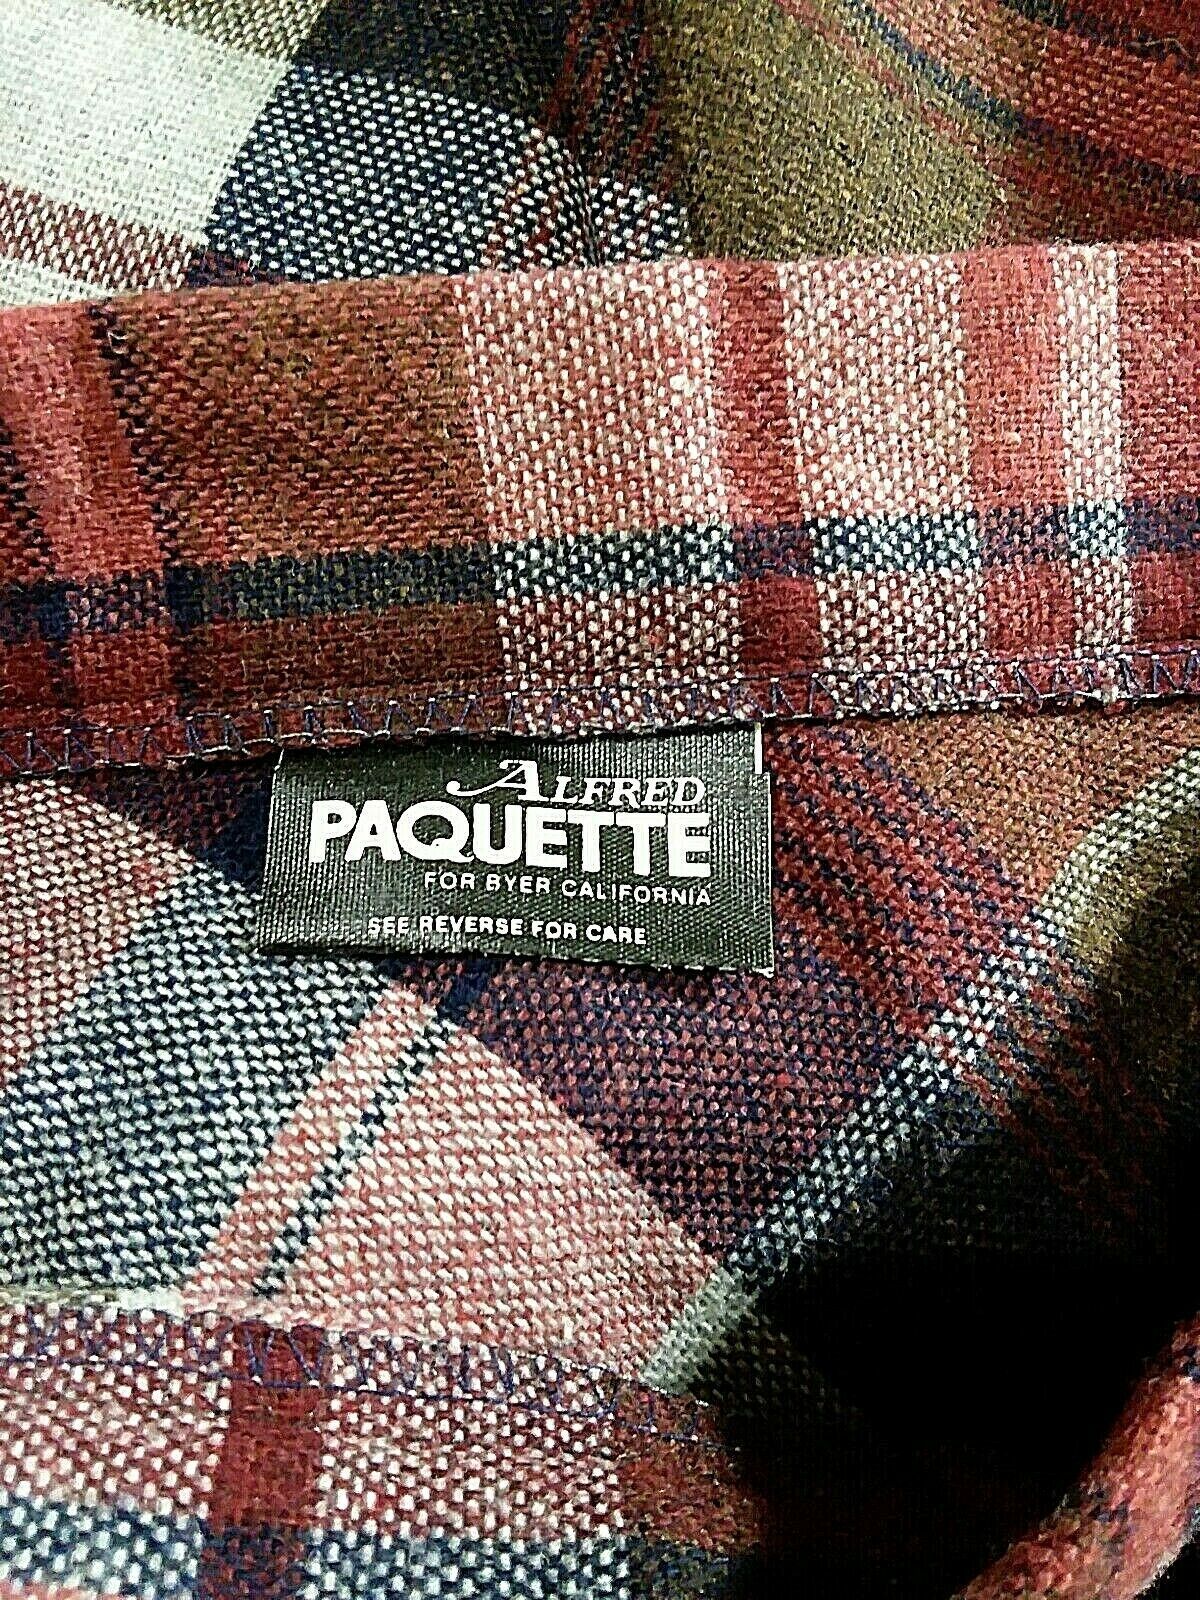 ALFRED
PAQUETTE
FOR BYER CALIFORNIA
SEE REVERSE FOR CARE